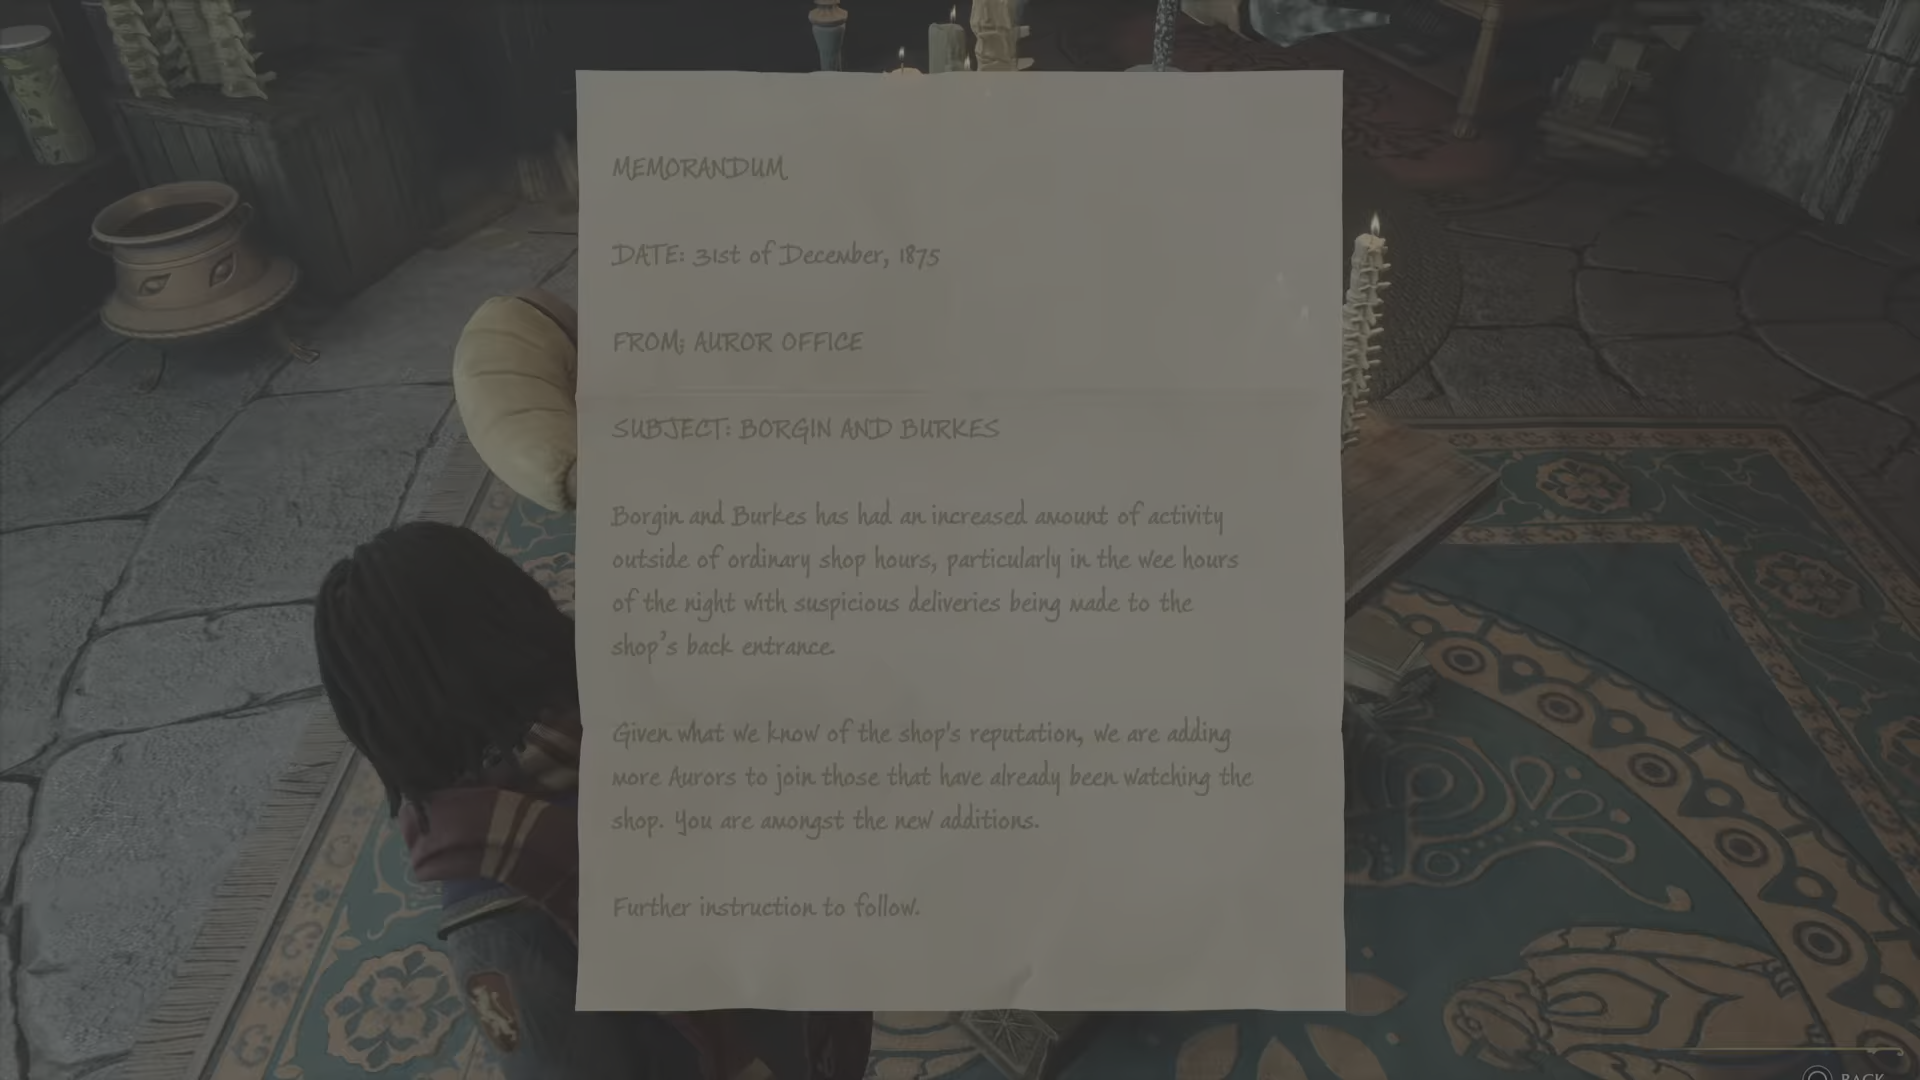 MEMORANDUM
DATE: 31st of December, 1875
FROM: AUROR OFFICE
SUBJECT: BORGIN AND BURKES
Borgin and Burkes has had an increased amount of activity
outside of ordinary shop hours, particularly in the wee hours
of the night with suspicious deliveries being made to the
shop's back entrance.
Given what we know of the shop's reputation, we are adding
more Aurors to join those that have already been watching the
shop. You are amongst the new additions.
Further instruction to follow.
BACK